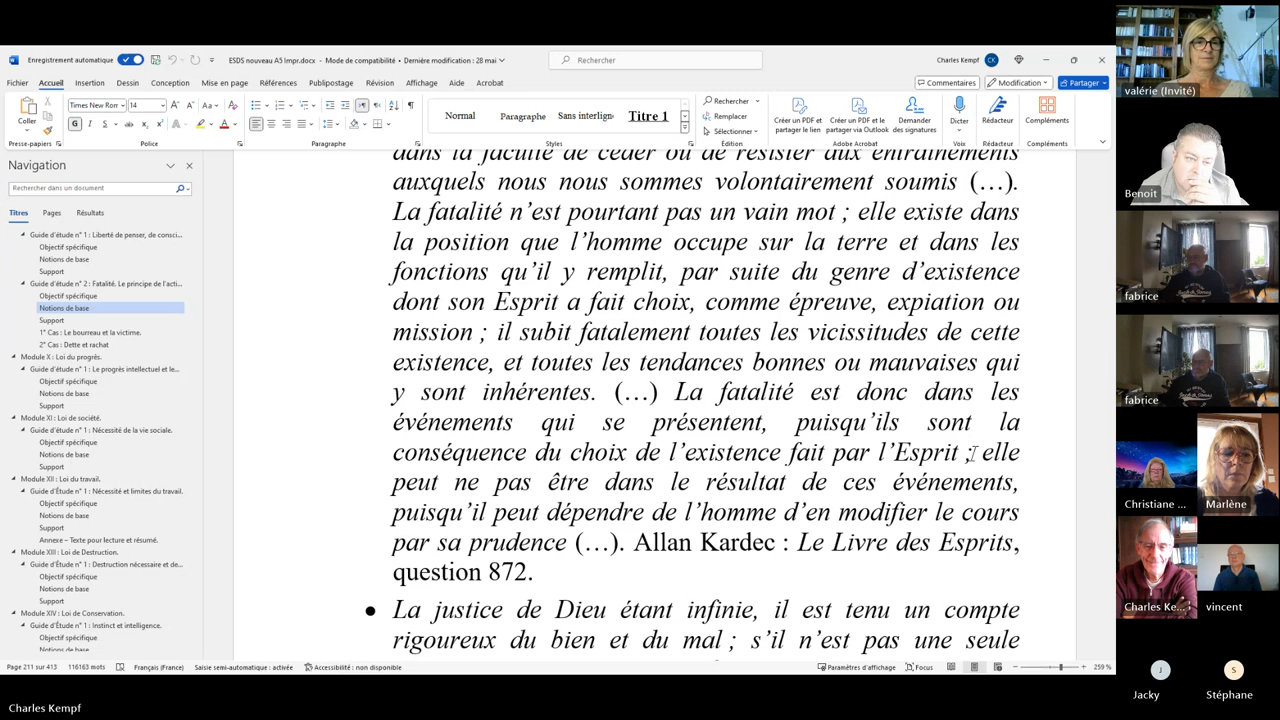 Enregistrement automatique
ESDS nouveau A5 Impr.docx • Mode de compatibilité • Dernière modification : 28 mai
Rechercher
Charles Kempf
CK
Fichier Accueil Insertion Dessin Conception Mise en page Références Publipostage Révision Affichage Aide Acrobat
Commentaires
Modification
Partager
Coller
Times New Rom
14
Normal
Paragraphe
Sans interligne
Titre 1
Rechercher
Remplacer
Sélectionner
Créer un PDF et partager le lien
Créer un PDF et partager via Outlook
Demander des signatures
Dicter
Rédacteur
Compléments
Presse-papiers
Police
Paragraphe
Styles
Édition
Adobe Acrobat
Voix
Rédacteur
Compléments
Navigation
Rechercher dans un document
Titres Pages Résultats
Guide d'étude n° 1 : Liberté de penser, de consci...
Objectif spécifique
Notions de base
Support
Guide d'étude n° 2 : Fatalité. Le principe de l'acti...
Objectif spécifique
Notions de base
Support
1° Cas : Le bourreau et la victime.
2° Cas : Dette et rachat
Module X : Loi du progrès.
Guide d'étude n° 1 : Le progrès intellectuel et le...
Objectif spécifique
Notions de base
Support
Module XI : Loi de société.
Guide d'étude n° 1 : Nécessité de la vie sociale.
Objectif spécifique
Notions de base
Support
Module XII : Loi du travail.
Guide d'Étude n° 1 : Nécessité et limites du travail.
Objectif spécifique
Notions de base
Support
Annexe – Texte pour lecture et résumé.
Module XIII : Loi de Destruction.
Guide d'Étude n° 1 : Destruction nécessaire et de...
Objectif spécifique
Notions de base
Support
Module XIV : Loi de Conservation.
Guide d'Étude n° 1 : Instinct et intelligence.
Objectif spécifique
Notions de base
dans la faculté de céder ou de résister aux entraînements
auxquels nous nous sommes volontairement soumis (…).
La fatalité n’est pourtant pas un vain mot ; elle existe dans
la position que l’homme occupe sur la terre et dans les
fonctions qu’il y remplit, par suite du genre d’existence
dont son Esprit a fait choix, comme épreuve, expiation ou
mission ; il subit fatalement toutes les vicissitudes de cette
existence, et toutes les tendances bonnes ou mauvaises qui
y sont inhérentes. (…) La fatalité est donc dans les
événements qui se présentent, puisqu’ils sont la
conséquence du choix de l’existence fait par l’Esprit ; elle
peut ne pas être dans le résultat de ces événements,
puisqu’il peut dépendre de l’homme d’en modifier le cours
par sa prudence (…). Allan Kardec : Le Livre des Esprits,
question 872.
● La justice de Dieu étant infinie, il est tenu un compte
rigoureux du bien et du mal ; s’il n’est pas une seule
Page 211 sur 413
116163 mots
Français (France)
Saisie semi-automatique : activée
Accessibilité : non disponible
Paramètres d'affichage
Focus
259 %
valérie (Invité)
Benoit
fabrice
fabrice
Christiane ...
Marlène
Charles Ke...
vincent
J
Jacky
S
Stéphane
Charles Kempf